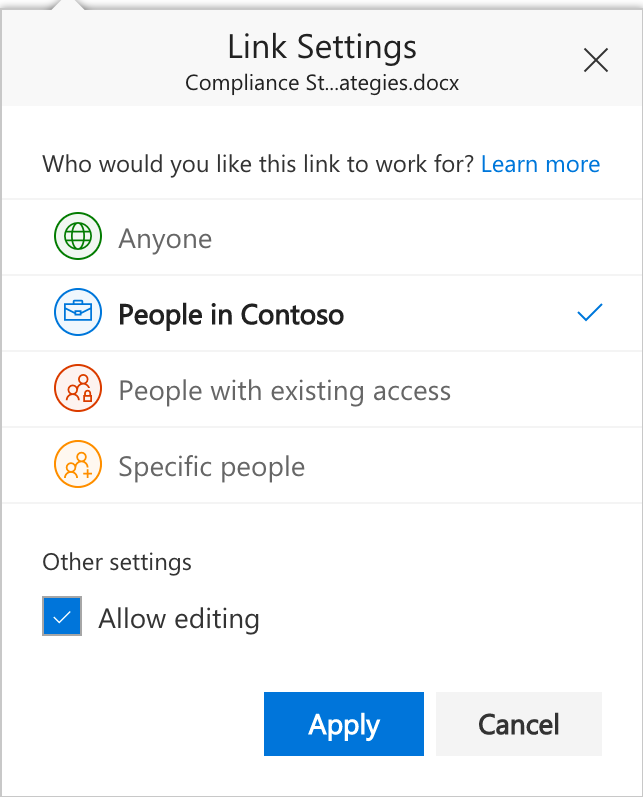 Link Settings
Compliance St...ategies.docx
Who would you like this link to work for? Learn more
Anyone
People in Contoso
People with existing access
Specific people
Other settings
Allow editing
Apply
Cancel